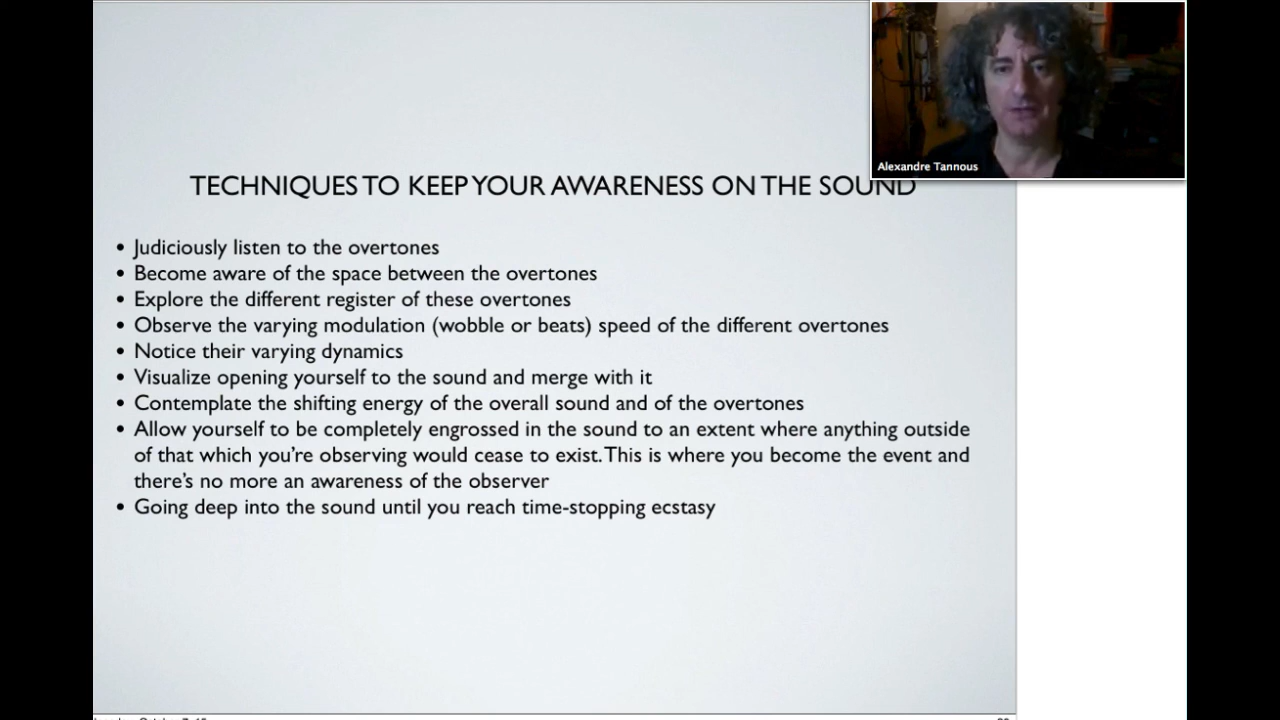 Alexandre Tannous
TECHNIQUES TO KEEP YOUR AWARENESS ON THE SOUND
• Judiciously listen to the overtones
• Become aware of the space between the overtones
• Explore the different register of these overtones
• Observe the varying modulation (wobble or beats) speed of the different overtones
• Notice their varying dynamics
• Visualize opening yourself to the sound and merge with it
• Contemplate the shifting energy of the overall sound and of the overtones
• Allow yourself to be completely engrossed in the sound to an extent where anything outside
of that which you're observing would cease to exist. This is where you become the event and
there's no more an awareness of the observer
• Going deep into the sound until you reach time-stopping ecstasy